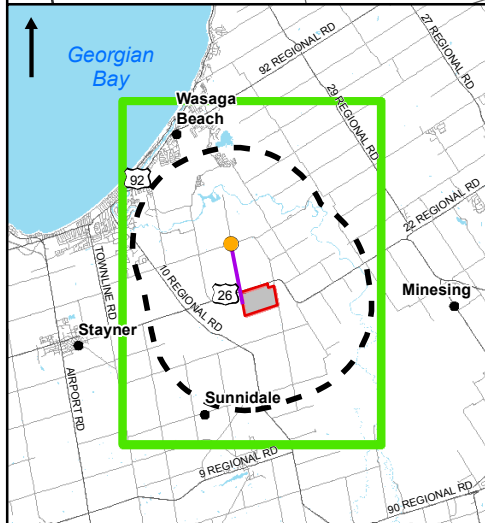 Georgian
Bay
92 REGIONAL RD
27 REGIONAL RD
Wasaga
Beach
29 REGIONAL RD
92
22 REGIONAL RD
TOWNLINE RD
10 REGIONAL RD
26
Minesing
Stayner
AIRPORT RD
Sunnidale
9 REGIONAL RD
90 REGIONAL RD